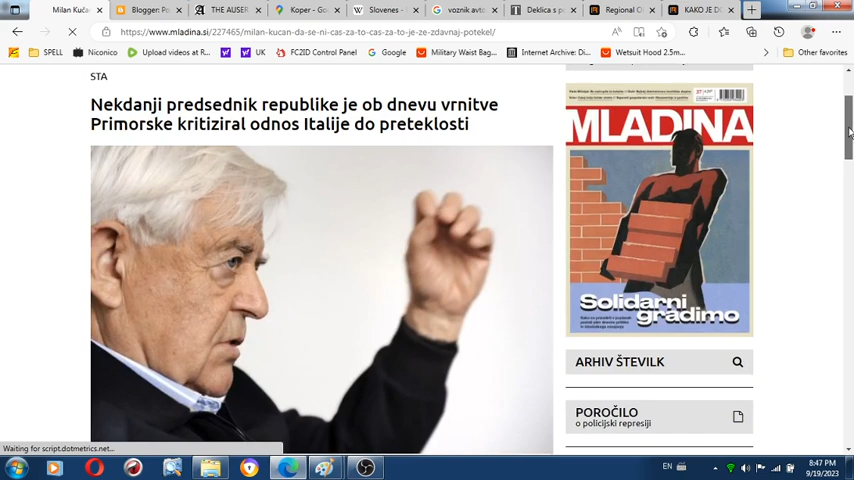 Milan Kuča
Blogger Po
THE AUSER
Koper - Go
Slovenes -
voznik avto
Deklica s p
Regional O
KAKO JE DO
https://www.mladina.si/227465/milan-kucan-da-se-ni-cas-za-to-cas-za-to-je-ze-zdavnaj-potekel/
SPELL
Niconico
Upload videos at R...
UK
FC2ID Control Panel
Google
Military Waist Bag...
Internet Archive: Di...
Wetsuit Hood 2.5m...
Other favorites
STA
Nekdanji predsednik republike je ob dnevu vrnitve
Primorske kritiziral odnos Italije do preteklosti
MLADINA
Solidarni
gradimo
ARHIV ŠTEVILK
POROČILO
o policijski represiji
Waiting for script.dotmetrics.net...
EN
8:47 PM
9/19/2023